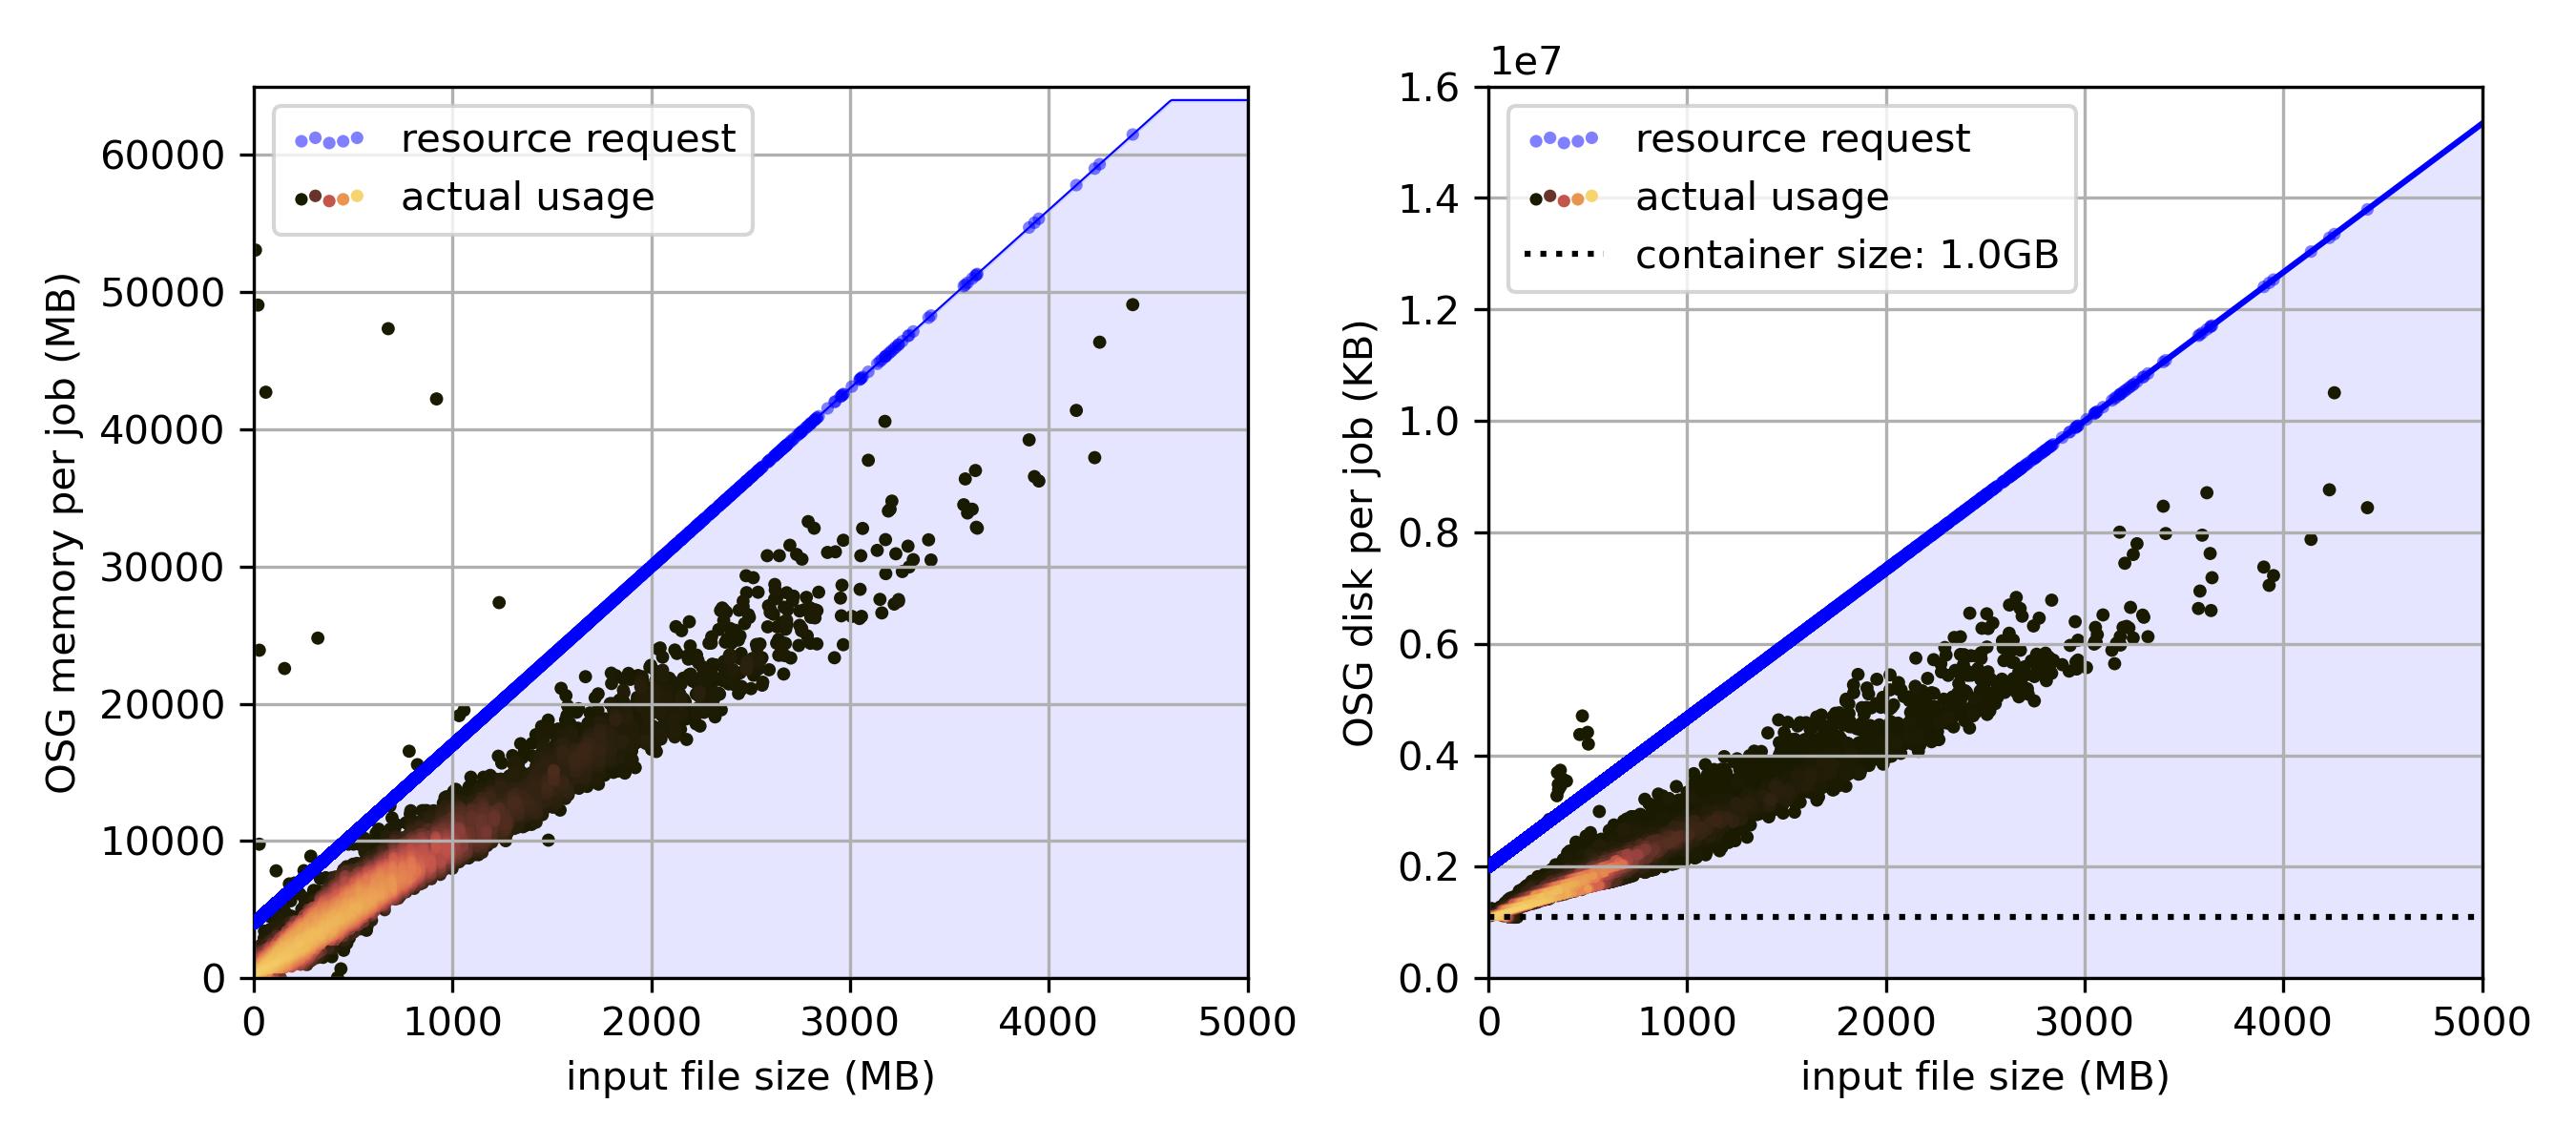 resource request
actual usage
OSG memory per job (MB)
60000
50000
40000
30000
20000
10000
0
0 1000 2000 3000 4000 5000
input file size (MB)
1e7
resource request
actual usage
container size: 1.0GB
OSG disk per job (KB)
1.6
1.4
1.2
1.0
0.8
0.6
0.4
0.2
0.0
0 1000 2000 3000 4000 5000
input file size (MB)